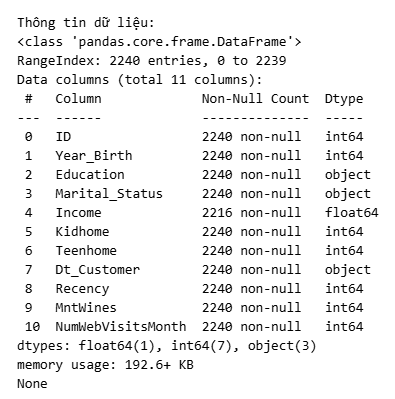 Thông tin dữ liệu:
<class 'pandas.core.frame.DataFrame'>
RangeIndex: 2240 entries, 0 to 2239
Data columns (total 11 columns):
 #   Column             Non-Null Count  Dtype
---  ------             --------------  -----
 0   ID                 2240 non-null   int64
 1   Year_Birth         2240 non-null   int64
 2   Education          2240 non-null   object
 3   Marital_Status     2240 non-null   object
 4   Income             2216 non-null   float64
 5   Kidhome            2240 non-null   int64
 6   Teenhome           2240 non-null   int64
 7   Dt_Customer        2240 non-null   object
 8   Recency            2240 non-null   int64
 9   MntWines           2240 non-null   int64
 10  NumWebVisitsMonth  2240 non-null   int64
dtypes: float64(1), int64(7), object(3)
memory usage: 192.6+ KB
None